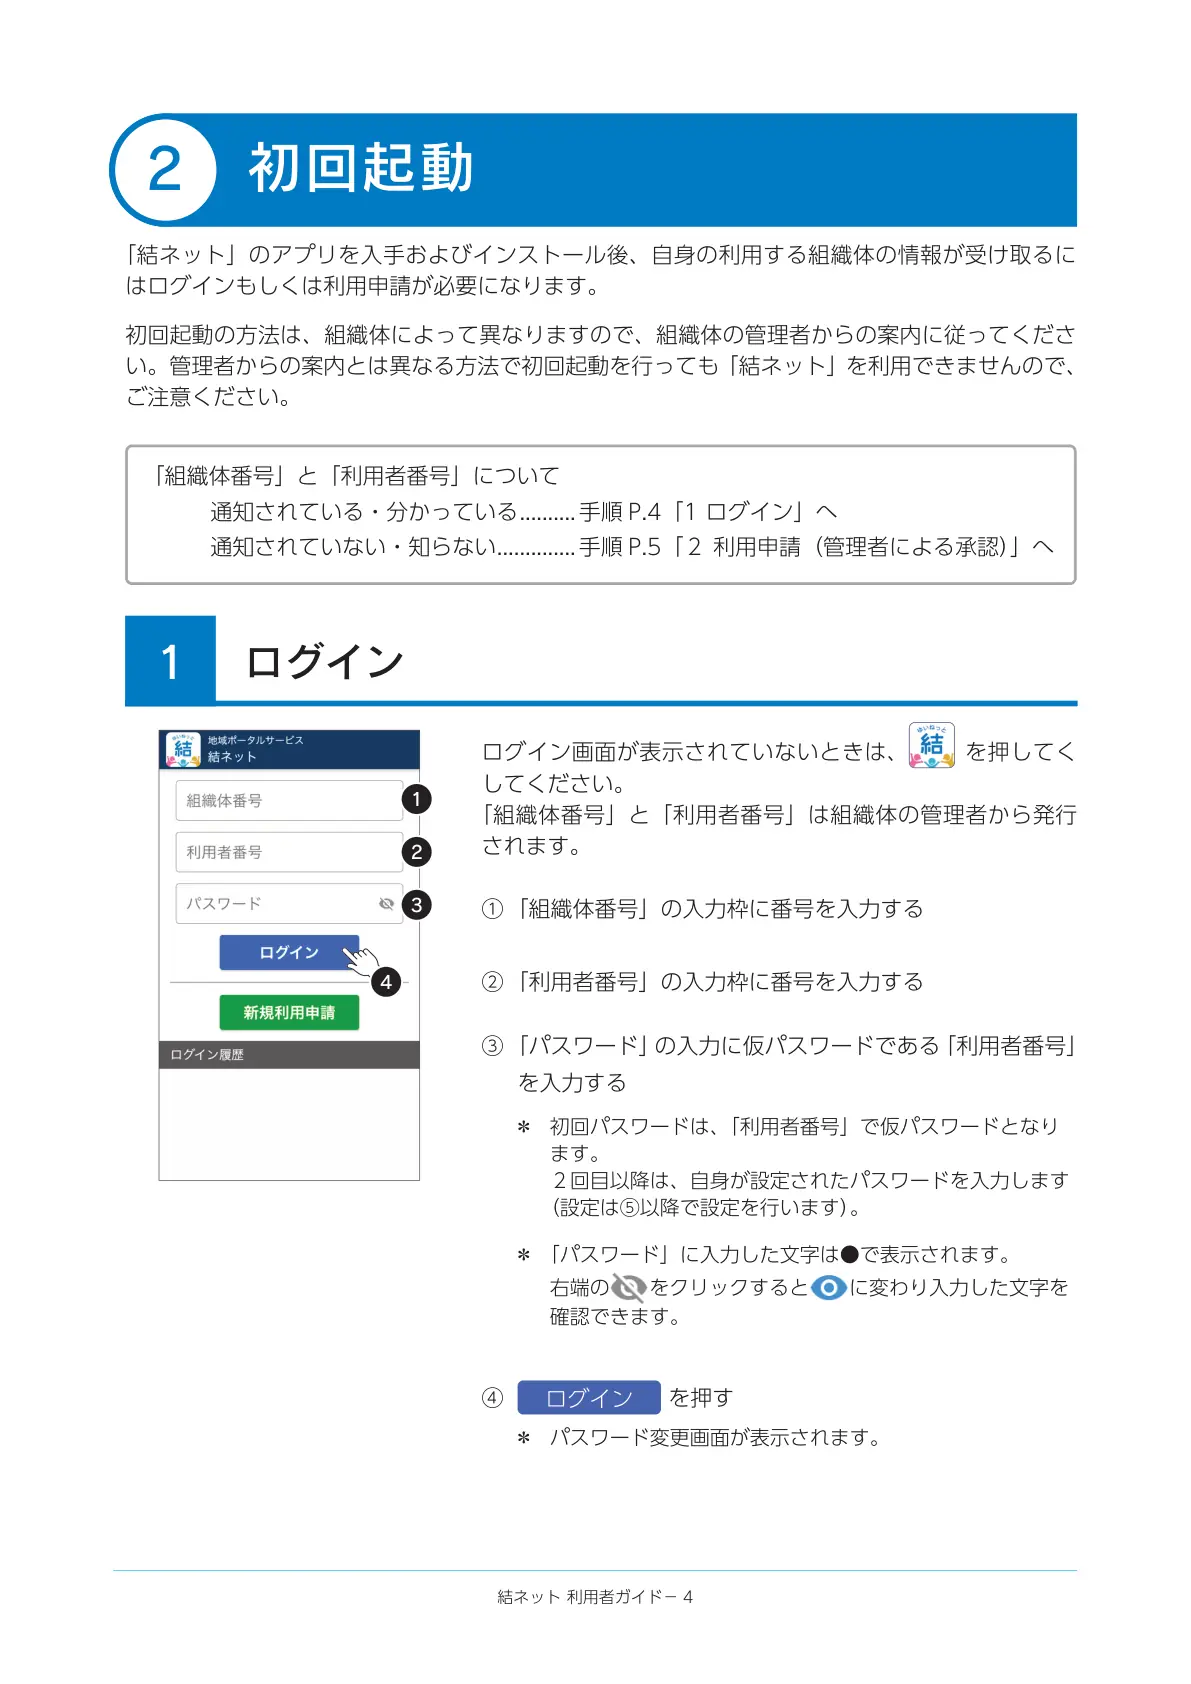 2 初回起動
「結ネット」のアプリを入手およびインストール後、自身の利用する組織体の情報が受け取るに
はログインもしくは利用申請が必要になります。
初回起動の方法は、組織体によって異なりますので、組織体の管理者からの案内に従ってくださ
い。管理者からの案内とは異なる方法で初回起動を行っても「結ネット」を利用できませんので、
ご注意ください。
「組織体番号」と「利用者番号」について
通知されている・分かっている..........手順 P.4「1 ログイン」へ
通知されていない・知らない..............手順 P.5「２ 利用申請（管理者による承認）」へ
1 ログイン
ゆいねっと
結
地域ポータルサービス
結ネット
組織体番号
❶
利用者番号
❷
パスワード
❸
ログイン
❹
新規利用申請
ログイン履歴
ログイン画面が表示されていないときは、 ゆいねっと 結 を押してく
してください。
「組織体番号」と「利用者番号」は組織体の管理者から発行
されます。
①「組織体番号」の入力枠に番号を入力する
②「利用者番号」の入力枠に番号を入力する
③「パスワード」の入力に仮パスワードである「利用者番号」
を入力する
＊ 初回パスワードは、「利用者番号」で仮パスワードとなり
ます。
２回目以降は、自身が設定されたパスワードを入力します
（設定は⑤以降で設定を行います）。
＊ 「パスワード」に入力した文字は●で表示されます。
右端の をクリックすると に変わり入力した文字を
確認できます。
④ ログイン を押す
＊ パスワード変更画面が表示されます。
結ネット 利用者ガイド− 4